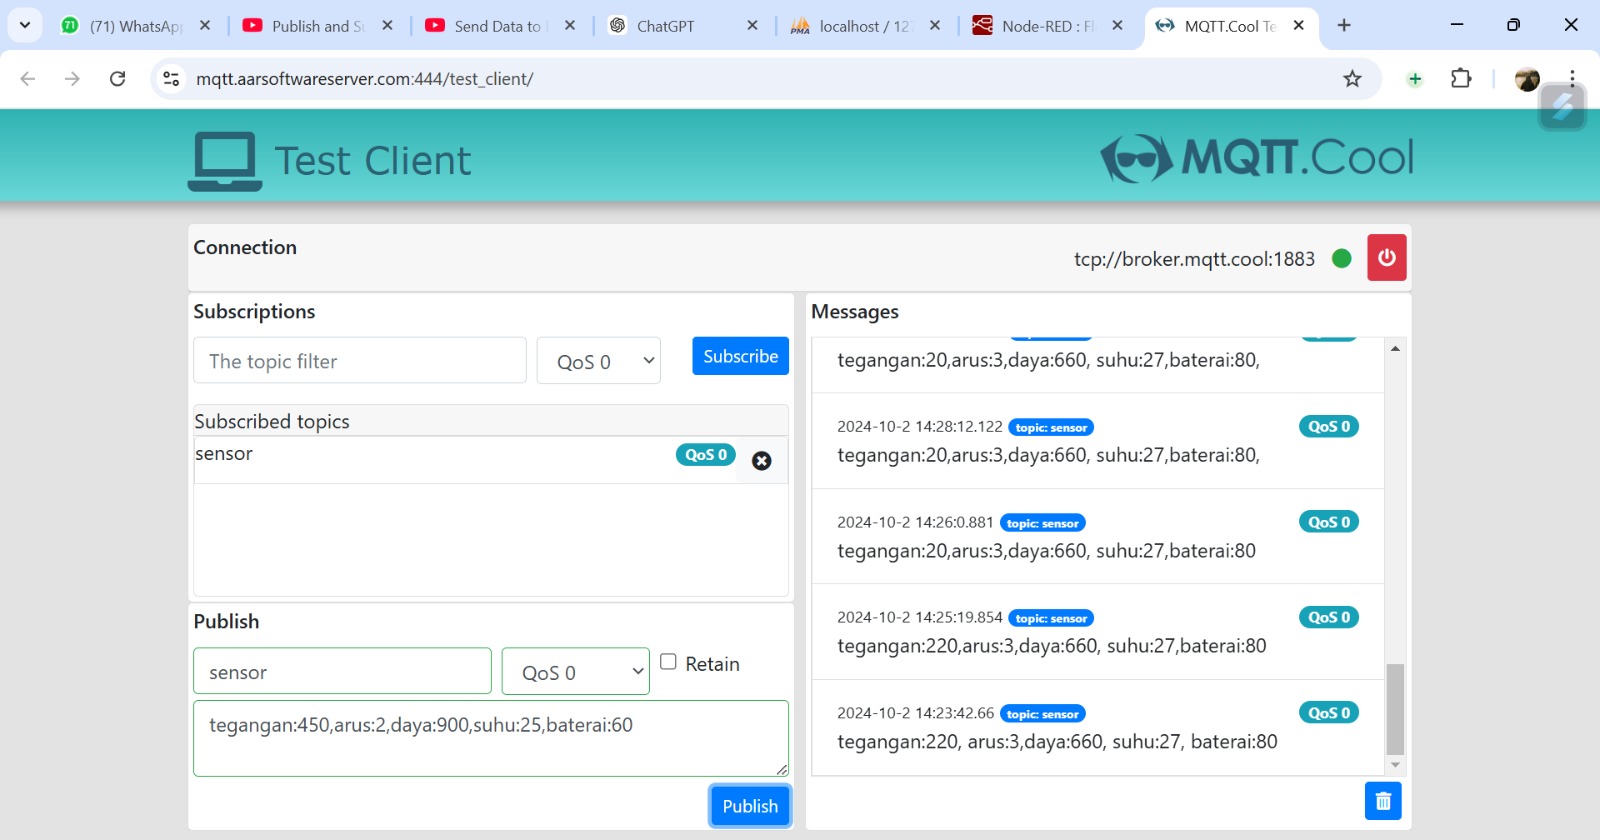 (71) WhatsAp
Publish and S
Send Data to
ChatGPT
localhost / 127
Node-RED : Fl
MQTT.Cool Te
mqtt.aarsoftwareserver.com:444/test_client/
Test Client
MQTT.Cool
Connection
tcp://broker.mqtt.cool:1883
Subscriptions
The topic filter
QoS 0
Subscribe
Subscribed topics
sensor
QoS 0
Publish
sensor
QoS 0
Retain
tegangan:450,arus:2,daya:900,suhu:25,baterai:60
Publish
Messages
tegangan:20,arus:3,daya:660, suhu:27,baterai:80,
2024-10-2 14:28:12.122 topic: sensor QoS 0
tegangan:20,arus:3,daya:660, suhu:27,baterai:80,
2024-10-2 14:26:0.881 topic: sensor QoS 0
tegangan:20,arus:3,daya:660, suhu:27,baterai:80
2024-10-2 14:25:19.854 topic: sensor QoS 0
tegangan:220,arus:3,daya:660, suhu:27,baterai:80
2024-10-2 14:23:42.66 topic: sensor QoS 0
tegangan:220, arus:3,daya:660, suhu:27, baterai:80